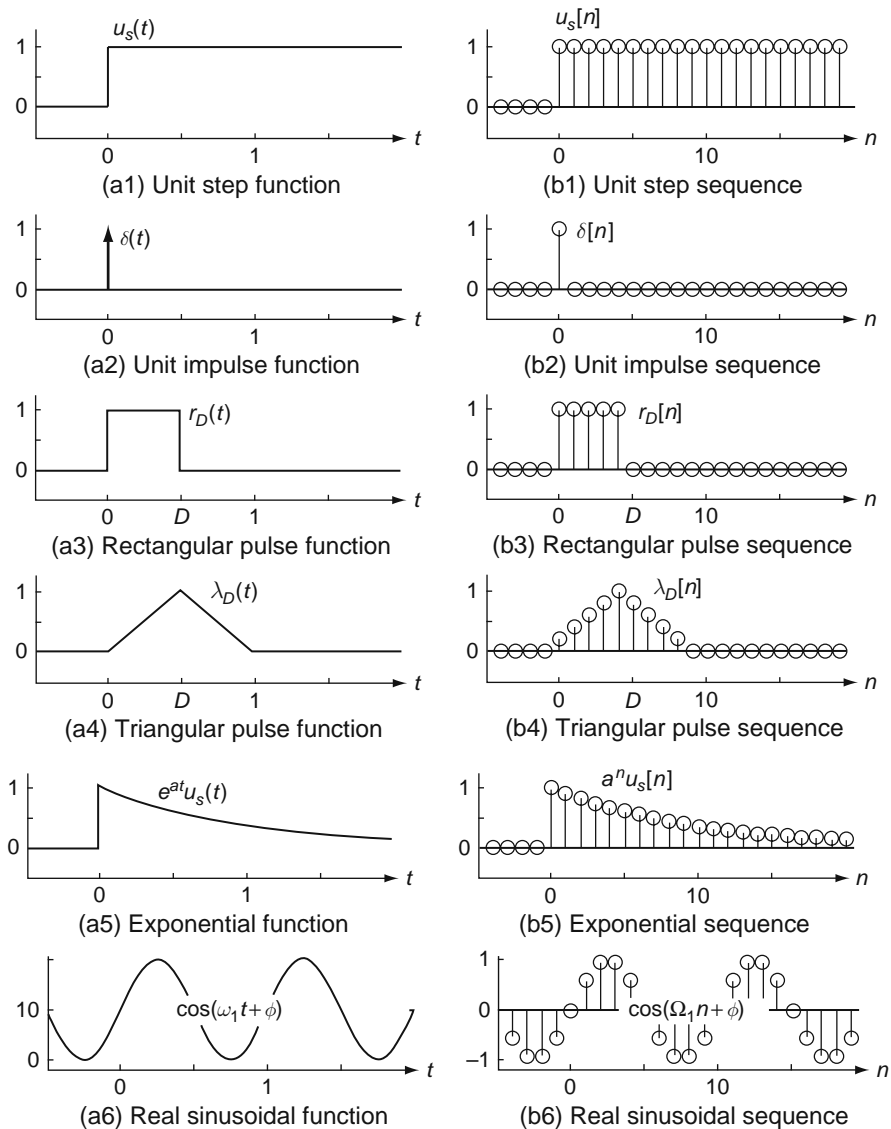 u_s(t)
1
0
0 1 t
(a1) Unit step function
u_s[n]
1
0
0 10 n
(b1) Unit step sequence
δ(t)
1
0
0 1 t
(a2) Unit impulse function
δ[n]
1
0
0 10 n
(b2) Unit impulse sequence
r_D(t)
1
0
0 D 1 t
(a3) Rectangular pulse function
r_D[n]
1
0
0 D 10 n
(b3) Rectangular pulse sequence
λ_D(t)
1
0
0 D 1 t
(a4) Triangular pulse function
λ_D[n]
1
0
0 D 10 n
(b4) Triangular pulse sequence
e^{at}u_s(t)
1
0
0 1 t
(a5) Exponential function
a^n u_s[n]
1
0
0 10 n
(b5) Exponential sequence
cos(ω_1t+ϕ)
10
0
0 1 t
(a6) Real sinusoidal function
1
cos(Ω_1n+ϕ)
0
−1
0 10 n
(b6) Real sinusoidal sequence